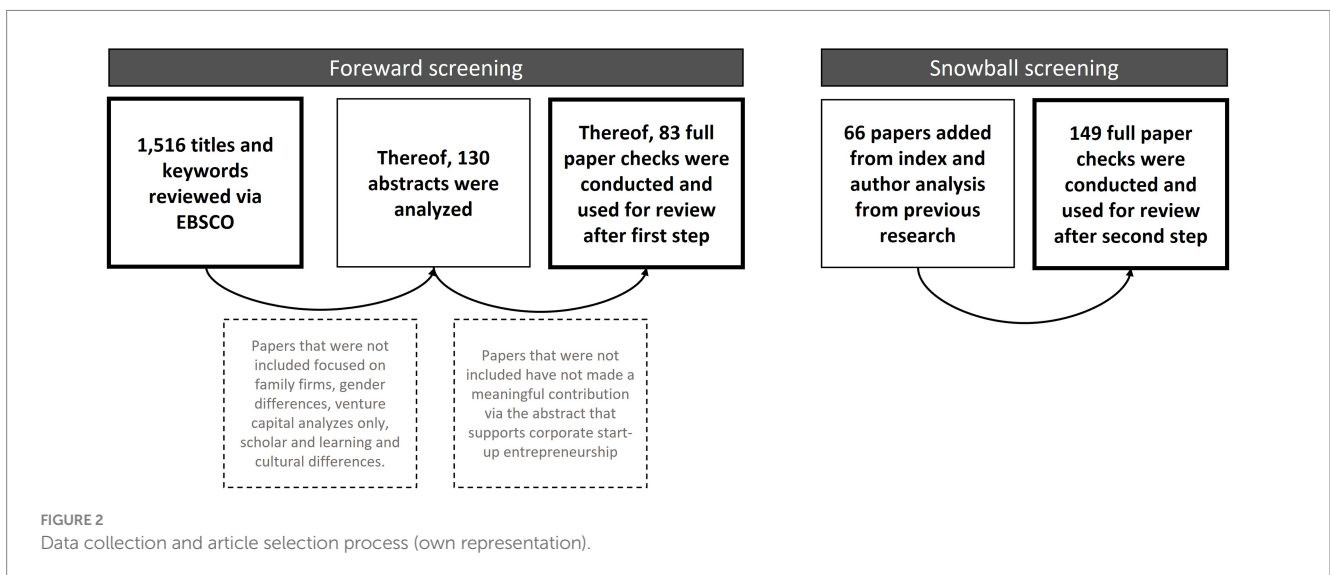 Foreward screening
Snowball screening
1,516 titles and
keywords
reviewed via
EBSCO
Thereof, 130
abstracts were
analyzed
Thereof, 83 full
paper checks were
conducted and
used for review
after first step
66 papers added
from index and
author analysis
from previous
research
149 full paper
checks were
conducted and
used for review
after second step
Papers that were not
included focused on
family firms, gender
differences, venture
capital analyzes only,
scholar and learning and
cultural differences.
Papers that were not
included have not made a
meaningful contribution
via the abstract that
supports corporate start-
up entrepreneurship
FIGURE 2
Data collection and article selection process (own representation).